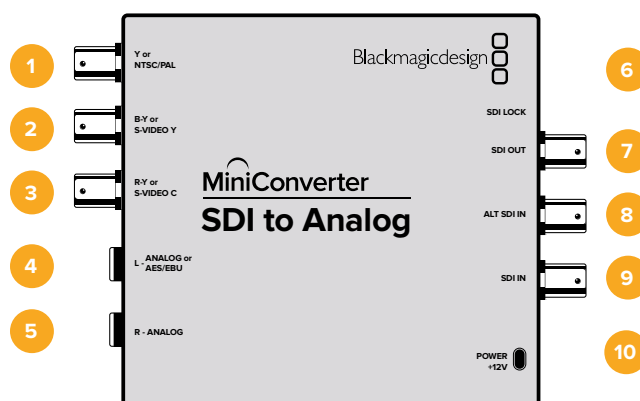 1
Y or
NTSC/PAL
Blackmagicdesign
6
2
B-Y or
S-VIDEO Y
SDI LOCK
SDI OUT
7
3
R-Y or
S-VIDEO C
MiniConverter
SDI to Analog
ALT SDI IN
8
4
L - ANALOG or
AES/EBU
SDI IN
9
5
R - ANALOG
POWER
+12V
10